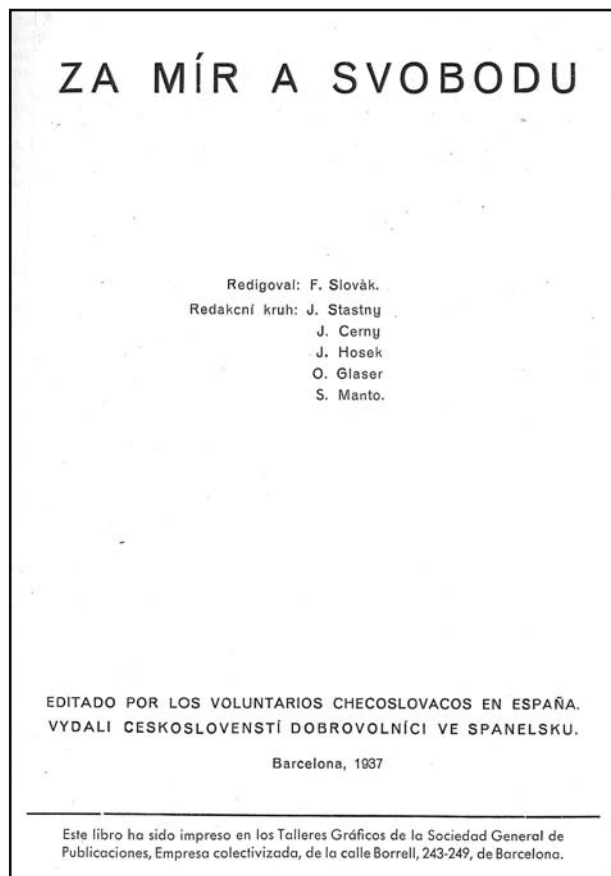 ZA MÍR A SVOBODU
Redigoval: F. Slovàk.
Redakcní kruh: J. Stastny
J. Cerny
J. Hosek
O. Glaser
S. Manto.
EDITADO POR LOS VOLUNTARIOS CHECOSLOVACOS EN ESPAÑA.
VYDALI CESKOSLOVENSTÍ DOBROVOLNÍCI VE SPANELSKU.
Barcelona, 1937
Este libro ha sido impreso en los Talleres Gráficos de la Sociedad General de
Publicaciones, Empresa colectivizada, de la calle Borrell, 243-249, de Barcelona.